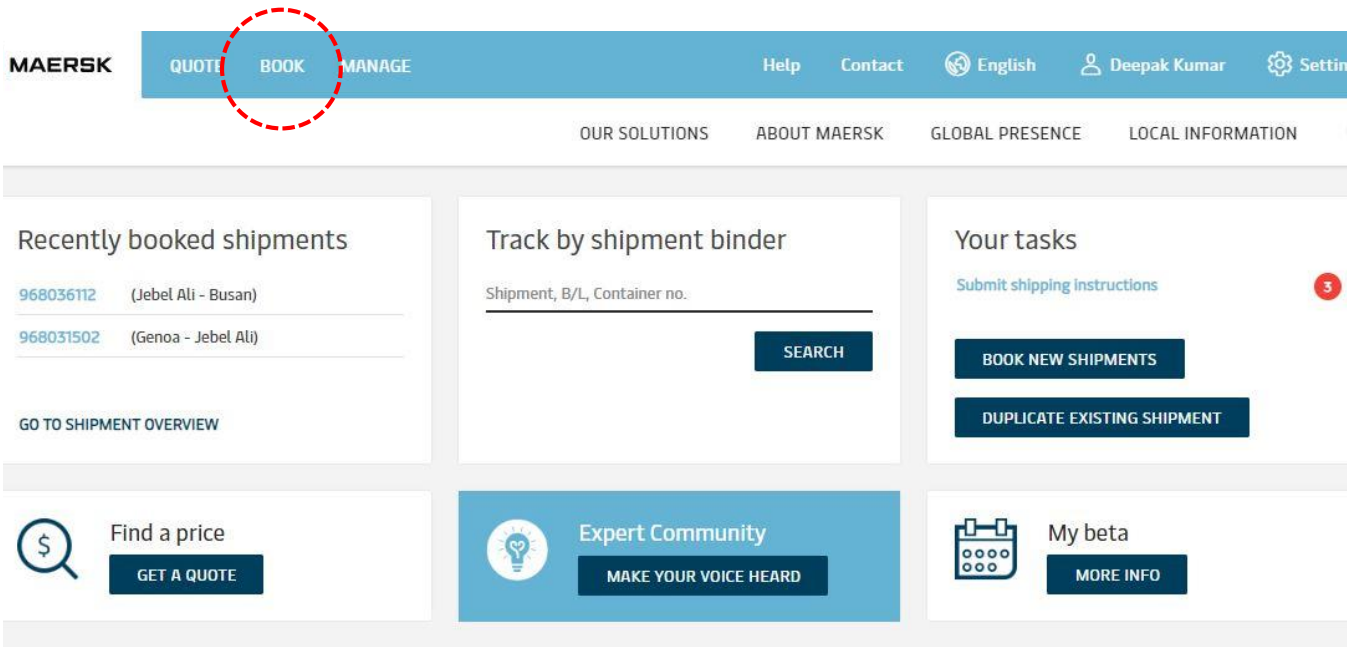 MAERSK QUOTE BOOK MANAGE Help Contact English Deepak Kumar Settin
OUR SOLUTIONS ABOUT MAERSK GLOBAL PRESENCE LOCAL INFORMATION
Recently booked shipments
968036112 (Jebel Ali - Busan)
968031502 (Genoa - Jebel Ali)
GO TO SHIPMENT OVERVIEW
Track by shipment binder
Shipment, B/L, Container no.
SEARCH
Your tasks
Submit shipping instructions 3
BOOK NEW SHIPMENTS
DUPLICATE EXISTING SHIPMENT
$
Find a price
GET A QUOTE
Expert Community
MAKE YOUR VOICE HEARD
My beta
MORE INFO